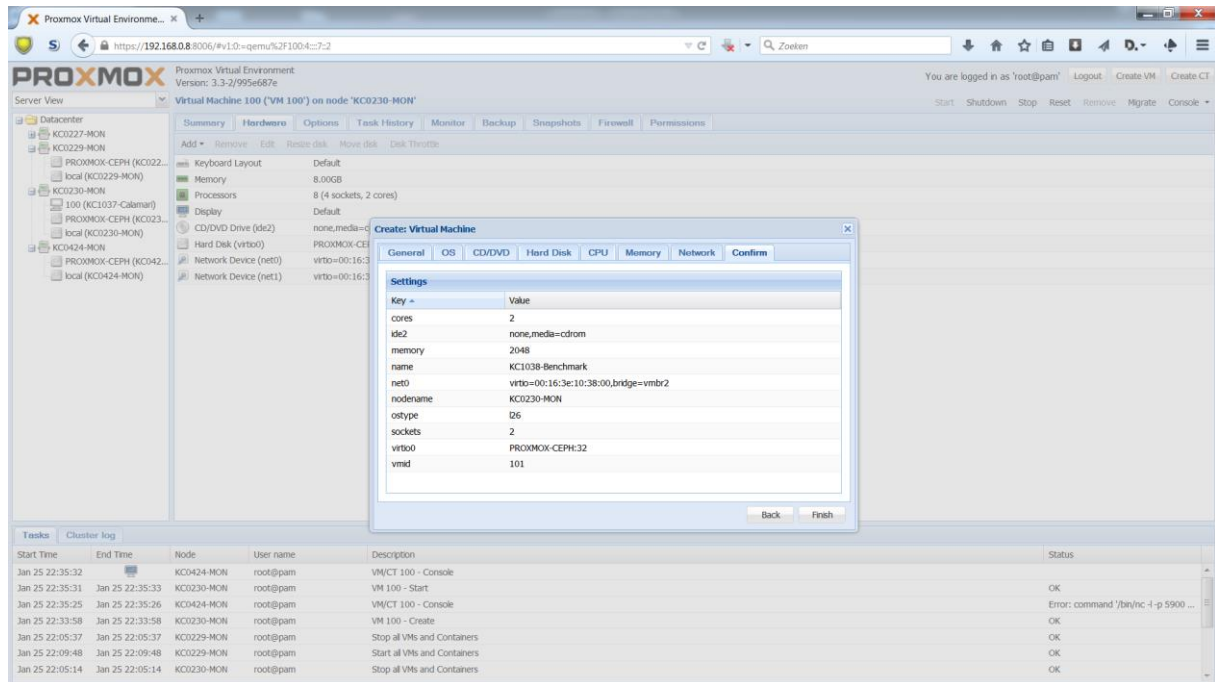 Proxmox Virtual Environme... × +
https://192.168.0.8:8006/#v1:0:=qemu%2F100:4::::7::2 Zoeken
PROXMOX Proxmox Virtual Environment
Version: 3.3-2/995e687e
You are logged in as 'root@pam' Logout Create VM Create CT
Server View
Virtual Machine 100 ('VM 100') on node 'KC0230-MON' Start Shutdown Stop Reset Remove Migrate Console
Datacenter
KC0227-MON
KC0229-MON
PROXMOX-CEPH (KC022...
local (KC0229-MON)
KC0230-MON
100 (KC1037-Calamari)
PROXMOX-CEPH (KC023...
local (KC0230-MON)
KC0424-MON
PROXMOX-CEPH (KC042...
local (KC0424-MON)
Summary Hardware Options Task History Monitor Backup Snapshots Firewall Permissions
Add Remove Edit Resize disk Move disk Disk Throttle
Keyboard Layout Default
Memory 8.00GB
Processors 8 (4 sockets, 2 cores)
Display Default
CD/DVD Drive (ide2) none,media=c
Hard Disk (virtio0) PROXMOX-CE
Network Device (net0) virtio=00:16:3
Network Device (net1) virtio=00:16:3
Create: Virtual Machine
General OS CD/DVD Hard Disk CPU Memory Network Confirm
Settings
Key Value
cores 2
ide2 none,media=cdrom
memory 2048
name KC1038-Benchmark
net0 virtio=00:16:3e:10:38:00,bridge=vmbr2
nodename KC0230-MON
ostype l26
sockets 2
virtio0 PROXMOX-CEPH:32
vmid 101
Back Finish
Tasks Cluster log
Start Time End Time Node User name Description Status
Jan 25 22:35:32 KC0424-MON root@pam VM/CT 100 - Console
Jan 25 22:35:31 Jan 25 22:35:33 KC0230-MON root@pam VM 100 - Start OK
Jan 25 22:35:25 Jan 25 22:35:26 KC0424-MON root@pam VM/CT 100 - Console Error: command '/bin/nc -l -p 5900 ...
Jan 25 22:33:58 Jan 25 22:33:58 KC0230-MON root@pam VM 100 - Create OK
Jan 25 22:05:37 Jan 25 22:05:37 KC0229-MON root@pam Stop all VMs and Containers OK
Jan 25 22:09:48 Jan 25 22:09:48 KC0229-MON root@pam Start all VMs and Containers OK
Jan 25 22:05:14 Jan 25 22:05:14 KC0230-MON root@pam Stop all VMs and Containers OK